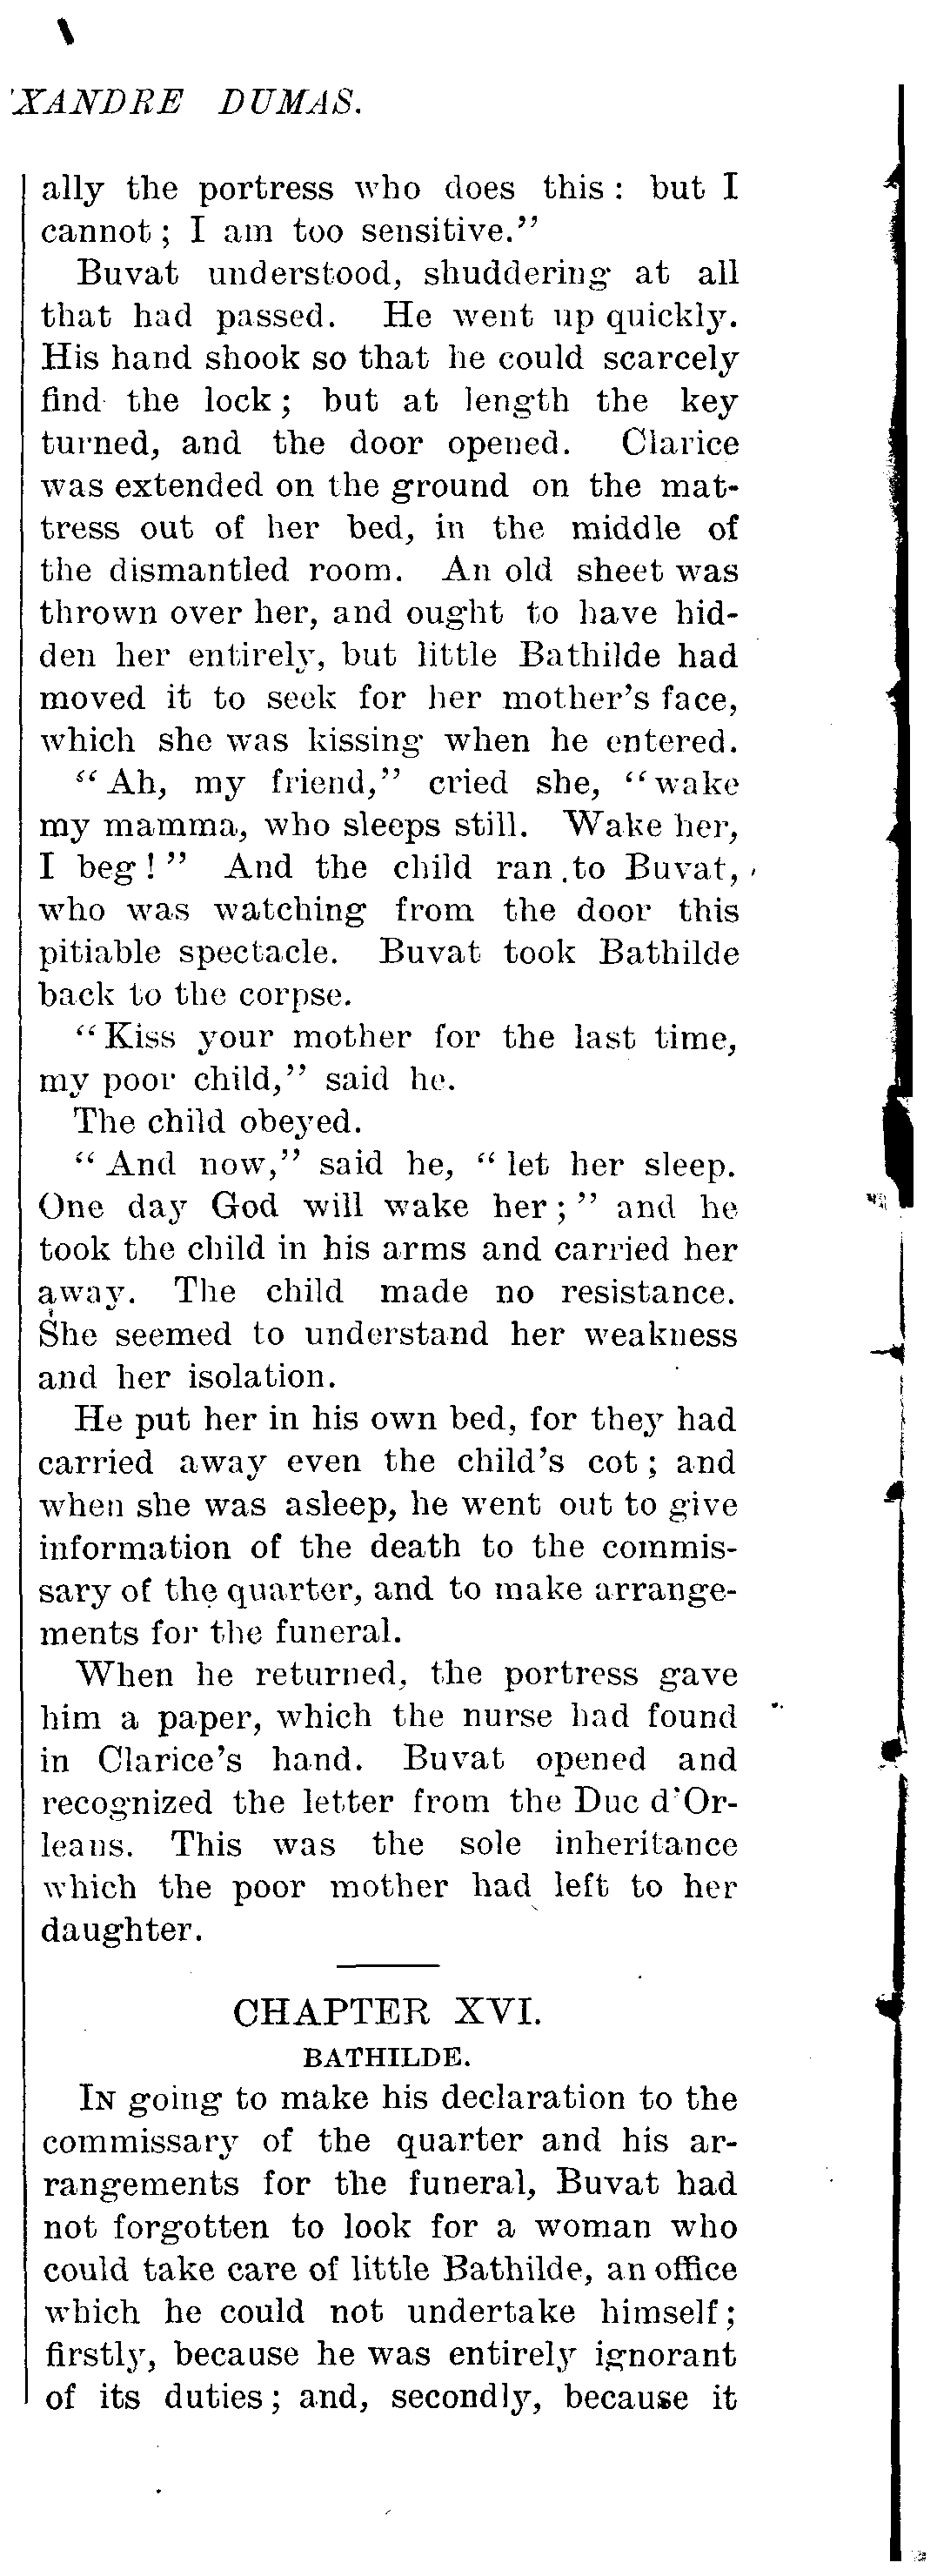 'XANDRE DUMAS.
ally the portress who does this: but I
cannot; I am too sensitive.”
Buvat understood, shuddering at all
that had passed. He went up quickly.
His hand shook so that he could scarcely
find the lock; but at length the key
turned, and the door opened. Clarice
was extended on the ground on the mat-
tress out of her bed, in the middle of
the dismantled room. An old sheet was
thrown over her, and ought to have hid-
den her entirely, but little Bathilde had
moved it to seek for her mother’s face,
which she was kissing when he entered.
“Ah, my friend,” cried she, “wake
my mamma, who sleeps still. Wake her,
I beg!” And the child ran to Buvat,
who was watching from the door this
pitiable spectacle. Buvat took Bathilde
back to the corpse.
“Kiss your mother for the last time,
my poor child,” said he.
The child obeyed.
“And now,” said he, “let her sleep.
One day God will wake her;” and he
took the child in his arms and carried her
away. The child made no resistance.
She seemed to understand her weakness
and her isolation.
He put her in his own bed, for they had
carried away even the child’s cot; and
when she was asleep, he went out to give
information of the death to the commis-
sary of the quarter, and to make arrange-
ments for the funeral.
When he returned, the portress gave
him a paper, which the nurse had found
in Clarice’s hand. Buvat opened and
recognized the letter from the Duc d’Or-
leans. This was the sole inheritance
which the poor mother had left to her
daughter.
CHAPTER XVI.
BATHILDE.
IN going to make his declaration to the
commissary of the quarter and his ar-
rangements for the funeral, Buvat had
not forgotten to look for a woman who
could take care of little Bathilde, an office
which he could not undertake himself;
firstly, because he was entirely ignorant
of its duties; and, secondly, because it